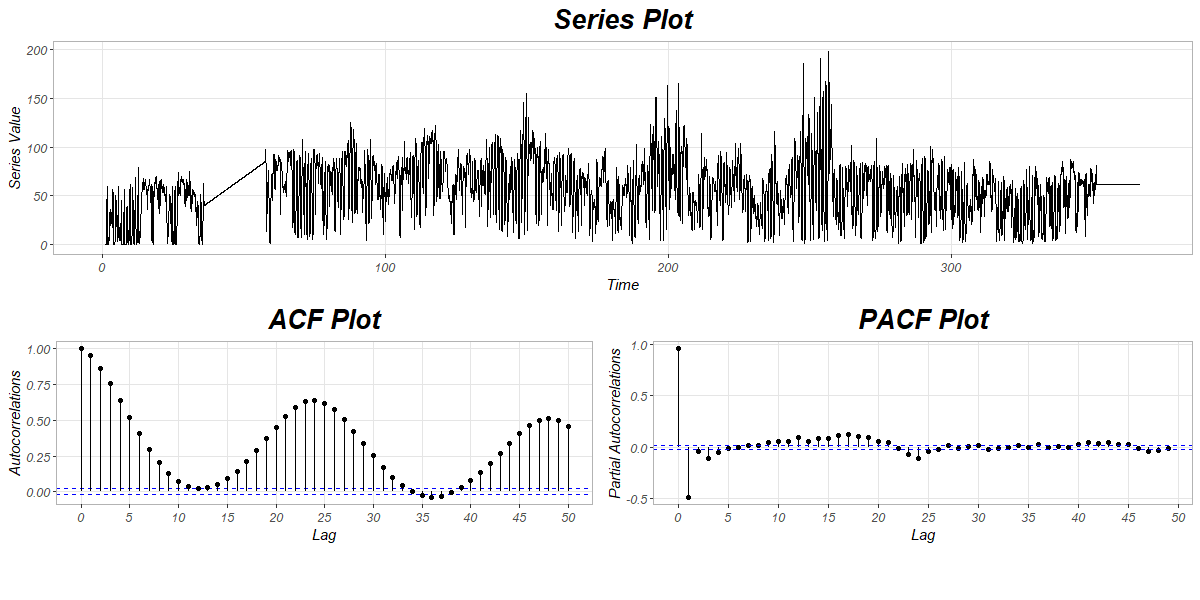 Series Plot
Series Value
200
150
100
50
0
0 100 200 300
Time
ACF Plot
Autocorrelations
1.00
0.75
0.50
0.25
0.00
0 5 10 15 20 25 30 35 40 45 50
Lag
PACF Plot
Partial Autocorrelations
1.0
0.5
0.0
-0.5
0 5 10 15 20 25 30 35 40 45 50
Lag